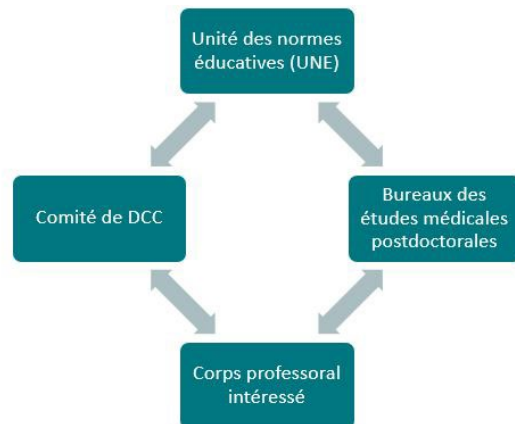 Unité des normes
éducatives (UNE)
Comité de DCC
Bureaux des
études médicales
postdoctorales
Corps professoral
intéressé